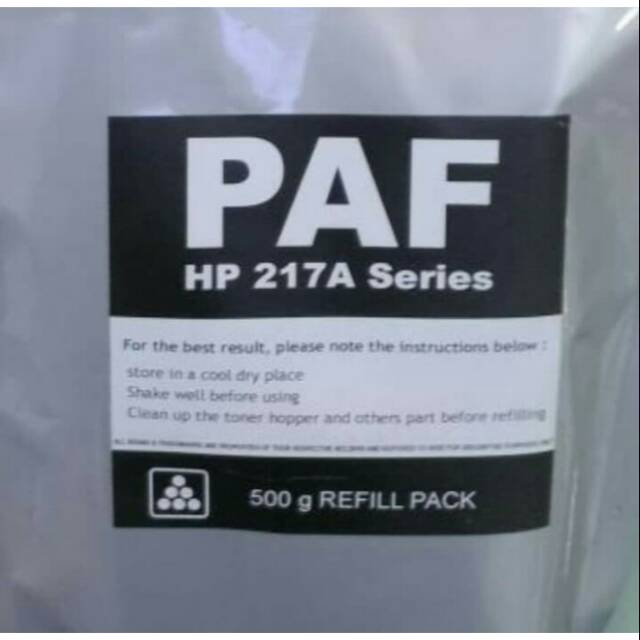 PAF
HP 217A Series
For the best result, please note the instructions below :
store in a cool dry place
Shake well before using
Clean up the toner hopper and others part before refilling
500 g REFILL PACK